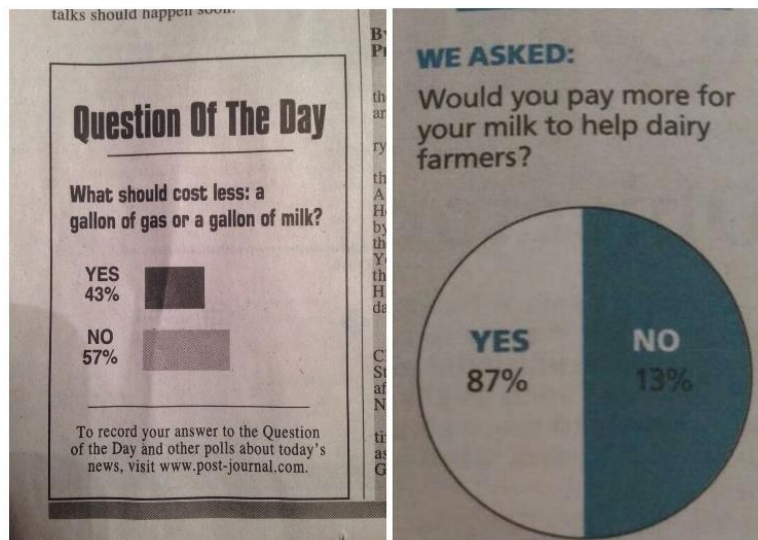 talks should happen soon.
Question Of The Day
What should cost less: a
gallon of gas or a gallon of milk?
YES
43%
NO
57%
To record your answer to the Question
of the Day and other polls about today's
news, visit www.post-journal.com.
WE ASKED:
Would you pay more for
your milk to help dairy
farmers?
YES
87%
NO
13%